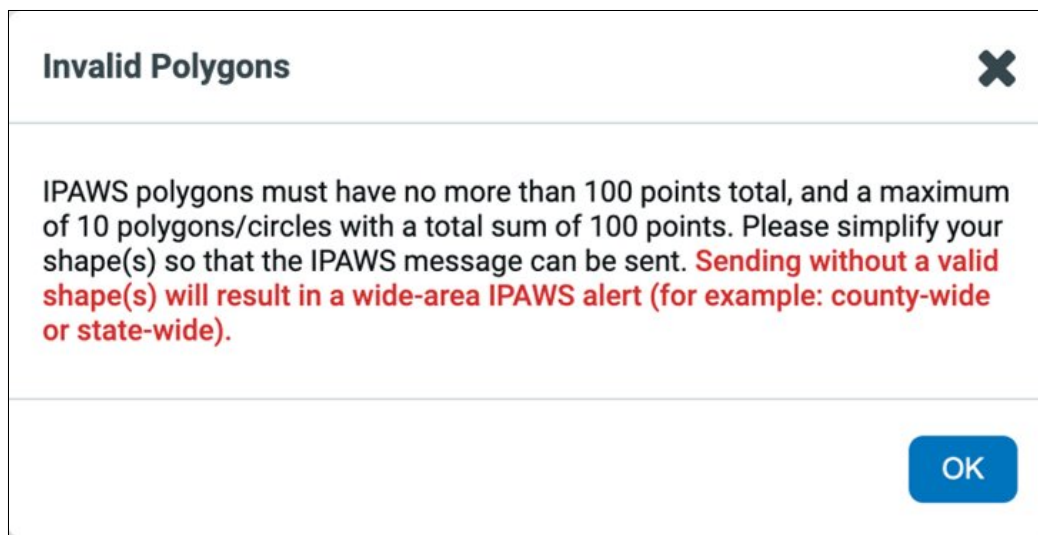 Invalid Polygons
IPAWS polygons must have no more than 100 points total, and a maximum
of 10 polygons/circles with a total sum of 100 points. Please simplify your
shape(s) so that the IPAWS message can be sent. Sending without a valid
shape(s) will result in a wide-area IPAWS alert (for example: county-wide
or state-wide).
OK